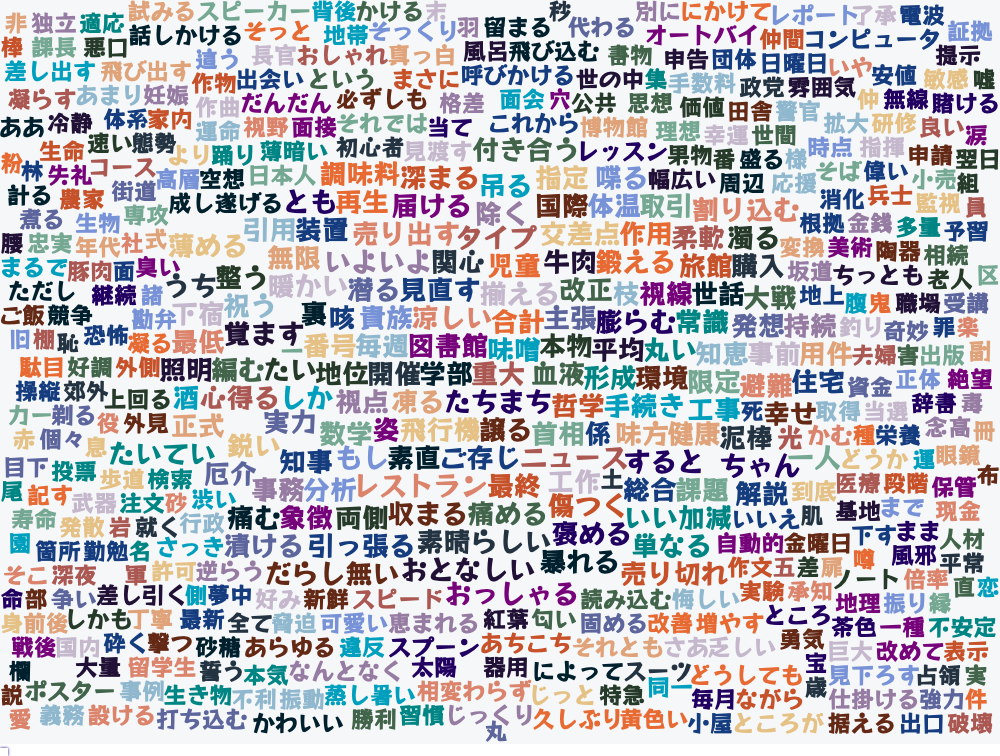 試みる スピーカー 背後 かける 末 秒 別に にかけて レポート 了承 電波
非 独立 適応 話しかける そっと 地帯 そっくり 羽 留まる 代わる オートバイ 仲間 コンピュータ 証拠
棒 課長 悪口 違う 長官 おしゃれ 真っ白 風呂 飛び込む 書物 申告 団体 日曜日 いや 提示
差し出す 飛び出す 作物 出会い という まさに 呼びかける 世の中 集 手数料 政党 雰囲気 安値 敏感 嘘
凝らす あまり 妊娠 作曲 だんだん 必ずしも 格差 面会 穴 公共 思想 価値 田舎 警官 仲 無線 賭ける
ああ 冷静 体系 家内 運命 視野 面接 それでは 当て これから 博物館 理想 幸運 世間 拡大 研修 良い 涙
粉 生命 速い 態勢 より 踊り 薄暗い 初心者 見渡す 付き合う レッスン 男物 番 盛る 様 時点 指揮 申請 翌日
林 失礼 コース 高層 空想 日本人 調味料 深まる 吊る 指定 喋る 幅広い 周辺 応援 そば 偉い 小売 組
計る 農家 街道 成し遂げる とも 再生 届ける 除く 国際 体温 取引 割り込む 消化 兵士 監視 員
煮る 生物 専攻 引用 装置 売り出す タイプ 交差点 作用 柔軟 濁る 根拠 金銭 多量 予習
腰 忠実 年代 社式 薄める 無限 いよいよ 関心 児童 牛肉 鍛える 旅館 購入 変換 美術 陶器 相続
まるで 豚肉 面 臭い うち 整う 暖かい 潜る 見直す 揃える 改正 枝 視線 世話 大戦 坂道 ちっとも 老人 区
ただし 継続 諸 祝う 裏 咳 貴族 涼しい 合計 主張 膨らむ 常識 発想 持続 地上 腹 鬼 職場 受講
ご飯 競争 勘弁 下宿 覚ます 一番 号 毎週 図書館 味噌 本物 平均 丸い 知恵 事前 用件 釣り 奇妙 罪 楽
旧 棚 恥 恐怖 凝る 最低 夫婦 害 出版 副
駄目 好調 外側 照明 編む たい 地位 開催 学部 重大 血液 形成 環境 限定 避難 住宅 資金 正体 絶望
操縦 郊外 上回る 酒 心得る しか 視点 凍る たちまち 哲学 手続き 工事 死 幸せ 取得 当選 辞書 毒
カー 剃る 役 外見 正式 実力 数学 姿 飛行機 譲る 首相 係 味方 健康 泥棒 光 かむ 種 栄養 念 高 冊
赤 個々 息 たいてい 鋭い 知事 もし 素直 ご存じ ニュース すると ちゃん 一人 どうか 運 眼鏡
目下 投票 歩道 検索 厄介 事務 分析 レストラン 最終 工作 土 総合 課題 解説 到底 医療 段階 保管 布
尾 記す 武器 注文 砂 渋い 痛む 象徴 両側 収まる 痛める 傷つく いい加減 いいえ 肌 基地 まで 現金
寿命 発散 岩 就く 行政 漬ける 引っ張る 素晴らしい 褒める 単なる 自動的 金曜日 下す まま 人材
園 箇所 勤勉 名 さっき だらし無い おとなしい 暴れる 売り切れ 作文 五 差 扉 噂 風邪 平常
そこ 深夜 軍 許可 逆らう 好み 新鮮 スピード おっしゃる 読み込む 悔しい 実験 承知 ノート 倍率 直 恋
命 部 争い 差し引く 側 夢中 地理 振り 縁
身 前後 しかも 丁寧 最新 全て 脅迫 可愛い 恵まれる 紅葉 匂い 固める 改善 増やす ところ 茶色 一種 不安定
戦後 国内 砕く 撃つ 砂糖 あらゆる 違反 スプーン あちこち それとも さあ 乏しい 勇気 巨大 改めて 表示
欄 大量 留学生 誓う 本気 なんとなく 太陽 器用 によって スーツ どうしても 宝 見下ろす 占領 実
説 ポスター 事例 生き物 不利 振動 蒸し暑い 相変わらず じっと 特急 同一 毎月 ながら 歳 仕掛ける 強力 件
愛 義務 設ける 打ち込む かわいい 勝利 習慣 じっくり 丸 久しぶり 黄色い 小屋 ところが 据える 出口 破壊